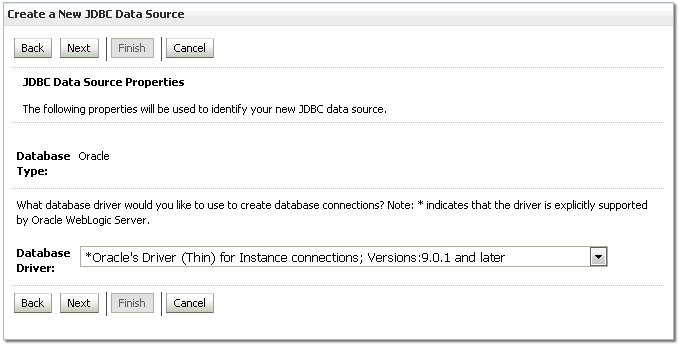 Create a New JDBC Data Source
Back Next Finish Cancel
JDBC Data Source Properties
The following properties will be used to identify your new JDBC data source.
Database Type: Oracle
What database driver would you like to use to create database connections? Note: * indicates that the driver is explicitly supported
by Oracle WebLogic Server.
Database Driver: *Oracle's Driver (Thin) for Instance connections; Versions:9.0.1 and later
Back Next Finish Cancel